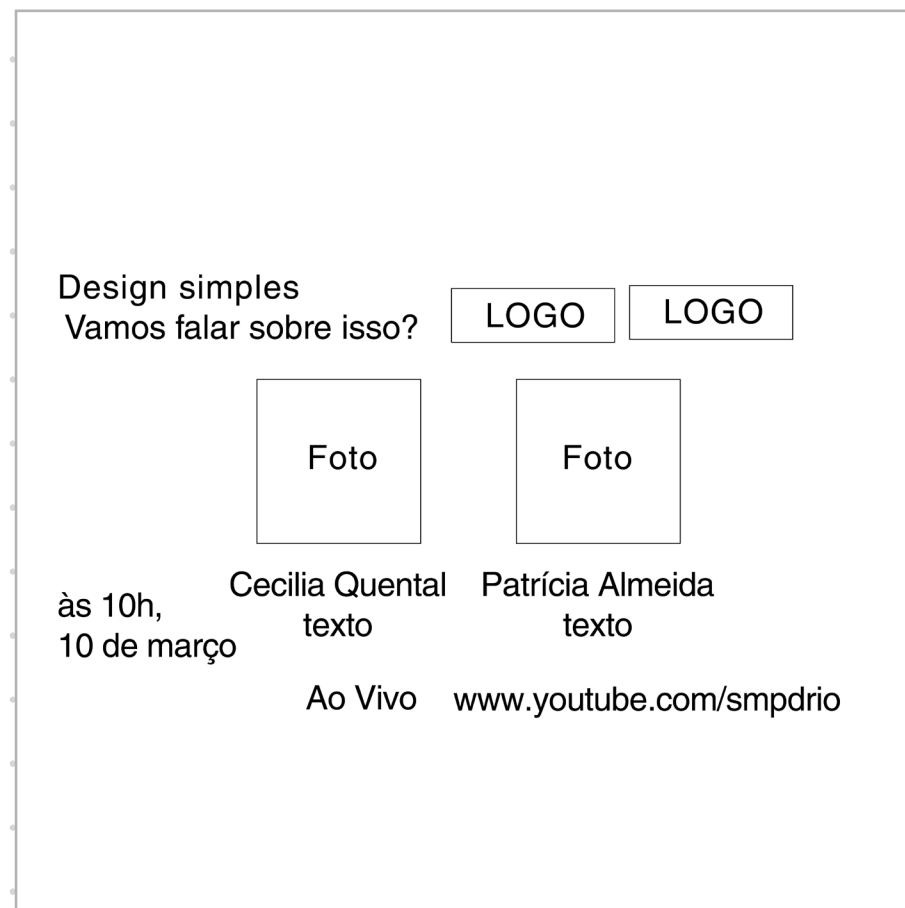 Design simples
Vamos falar sobre isso?
LOGO
LOGO
Foto
Foto
Cecilia Quental
texto
Patrícia Almeida
texto
às 10h,
10 de março
Ao Vivo
www.youtube.com/smpdrio